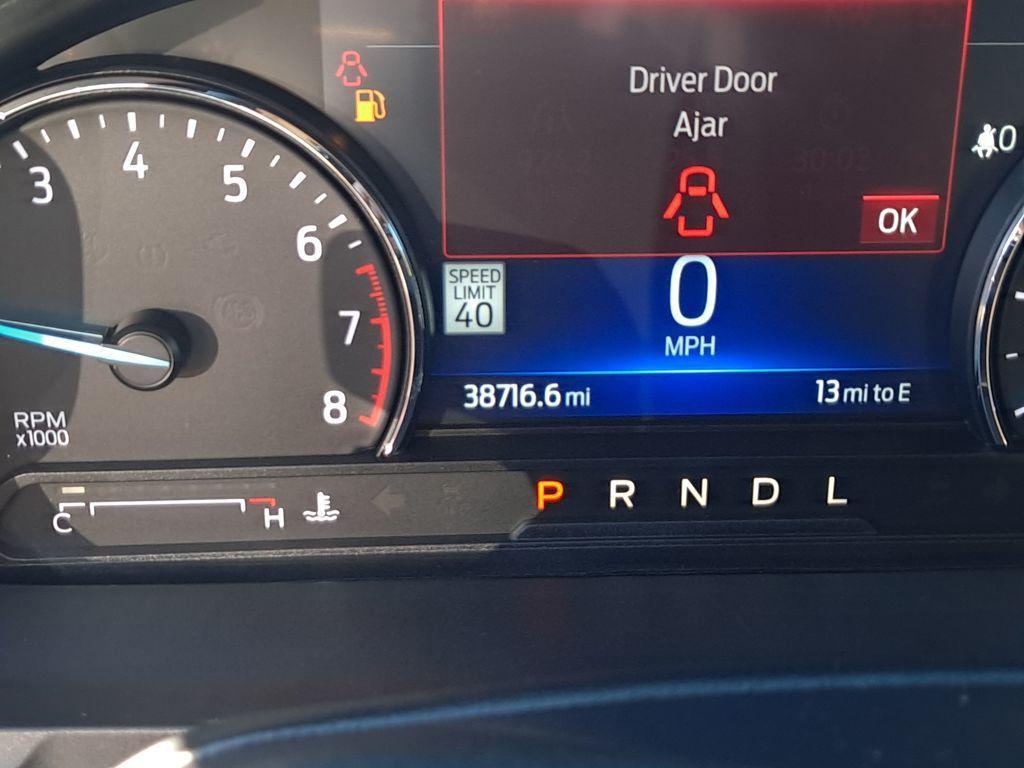 Driver Door
Ajar
OK
0
3
4
5
6
7
8
RPM
x1000
SPEED
LIMIT
40
0
MPH
38716.6 mi
13 mi to E
C
H
P R N D L